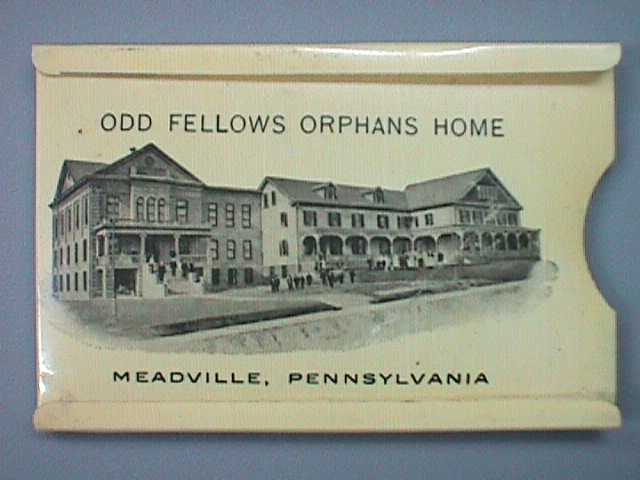 ODD FELLOWS ORPHANS HOME
MEADVILLE, PENNSYLVANIA